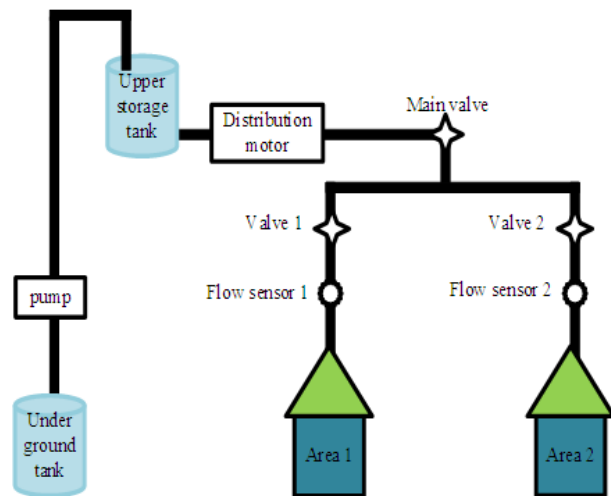 Upper
storage
tank
Distribution
motor
Main valve
Valve 1
Valve 2
pump
Flow sensor 1
Flow sensor 2
Under
ground
tank
Area 1
Area 2